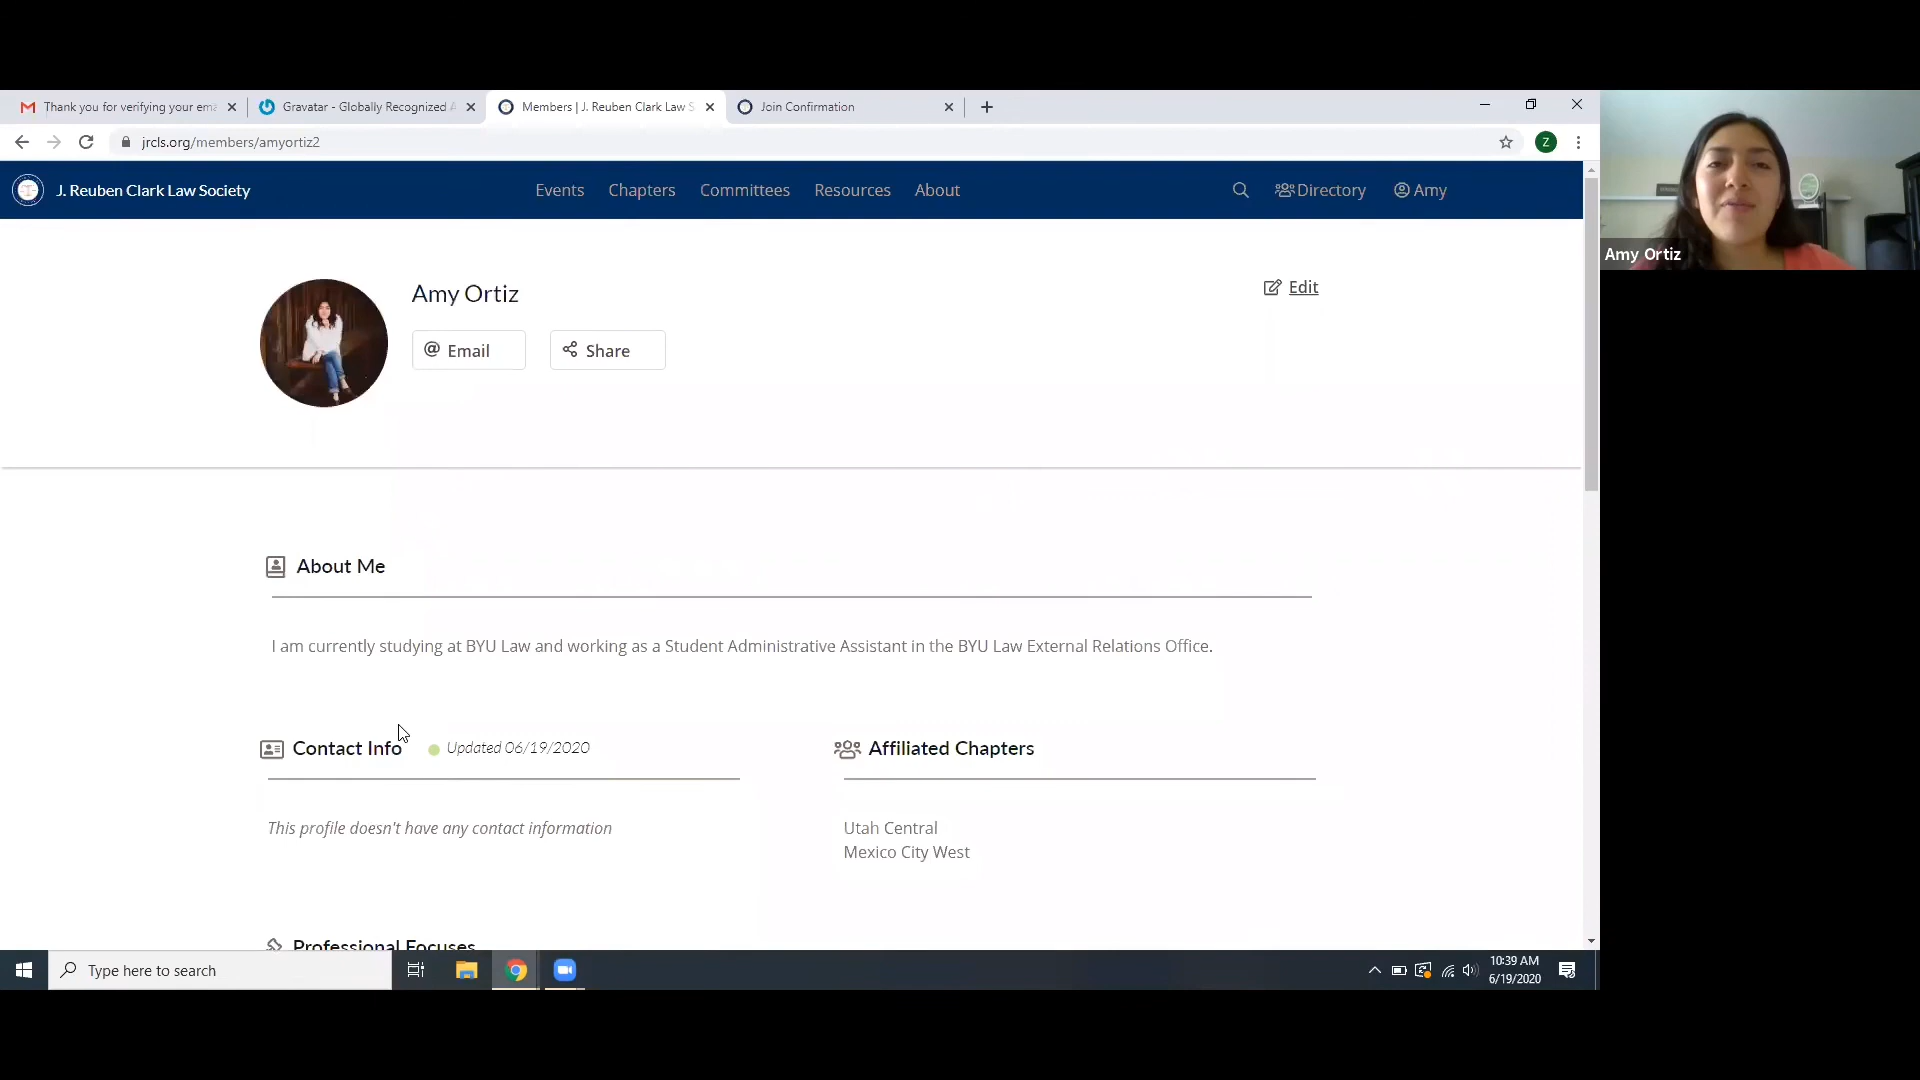 Thank you for verifying your ema
Gravatar - Globally Recognized A
Members | J. Reuben Clark Law S
Join Confirmation
jrcls.org/members/amyortiz2
Z
J. Reuben Clark Law Society
Events
Chapters
Committees
Resources
About
Directory
Amy
Amy Ortiz
Edit
@ Email
Share
Amy Ortiz
About Me
I am currently studying at BYU Law and working as a Student Administrative Assistant in the BYU Law External Relations Office.
Contact Info
Updated 06/19/2020
Affiliated Chapters
This profile doesn't have any contact information
Utah Central
Mexico City West
Professional Focuses
Type here to search
10:39 AM
6/19/2020